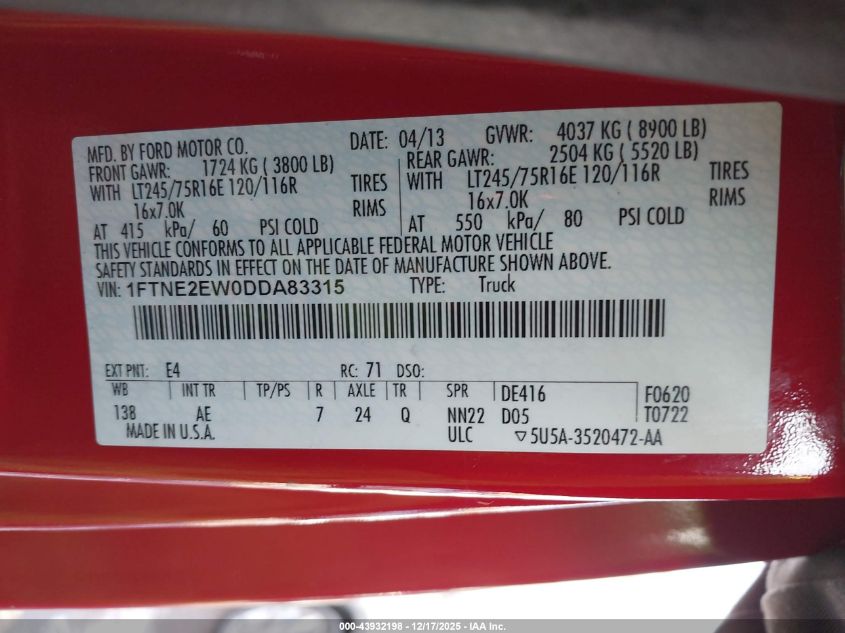 MFD. BY FORD MOTOR CO. DATE: 04/13 GVWR: 4037 KG ( 8900 LB)
FRONT GAWR: 1724 KG ( 3800 LB) REAR GAWR: 2504 KG ( 5520 LB)
WITH LT245/75R16E 120/116R TIRES WITH LT245/75R16E 120/116R TIRES
16x7.0K RIMS 16x7.0K RIMS
AT 415 kPa/ 60 PSI COLD AT 550 kPa/ 80 PSI COLD
THIS VEHICLE CONFORMS TO ALL APPLICABLE FEDERAL MOTOR VEHICLE
SAFETY STANDARDS IN EFFECT ON THE DATE OF MANUFACTURE SHOWN ABOVE.
VIN: 1FTNE2EW0DDA83315 TYPE: Truck
EXT PNT: E4 RC: 71 DSO:
WB INT TR TP/PS R AXLE TR SPR DE416 F0620
138 AE 7 24 Q NN22 D05 T0722
MADE IN U.S.A. ULC ▽5U5A-3520472-AA
000-43932198 - 12/17/2025 - IAA Inc.